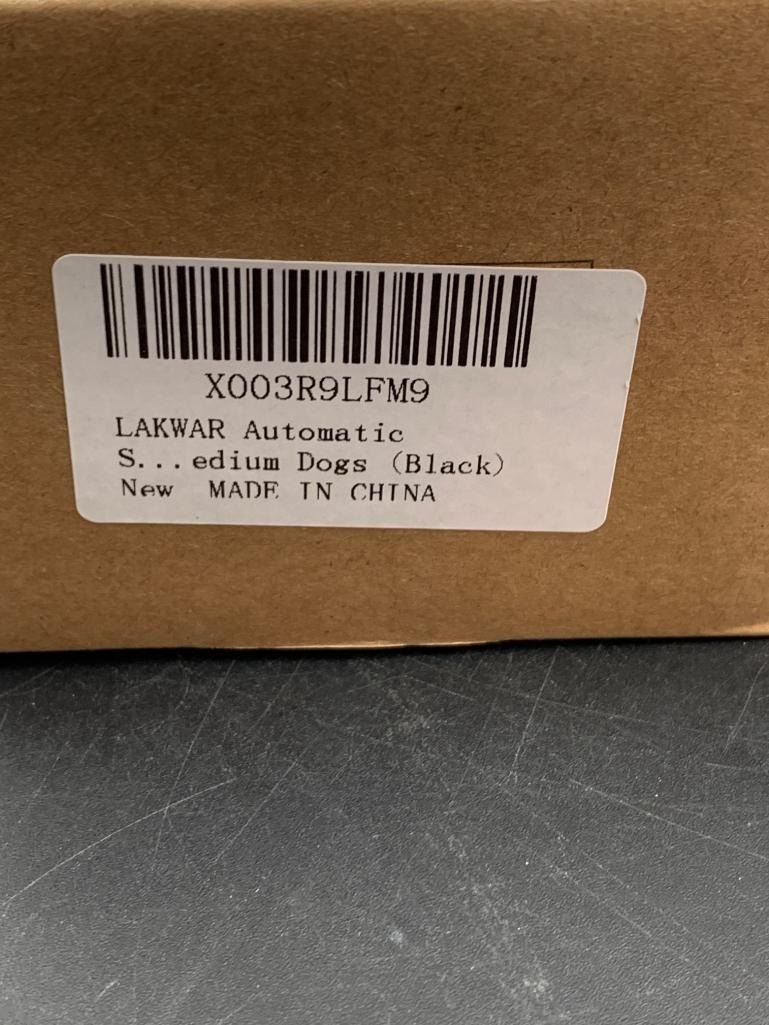 X003R9LFM9
LAKWAR Automatic
S...edium Dogs (Black)
New MADE IN CHINA